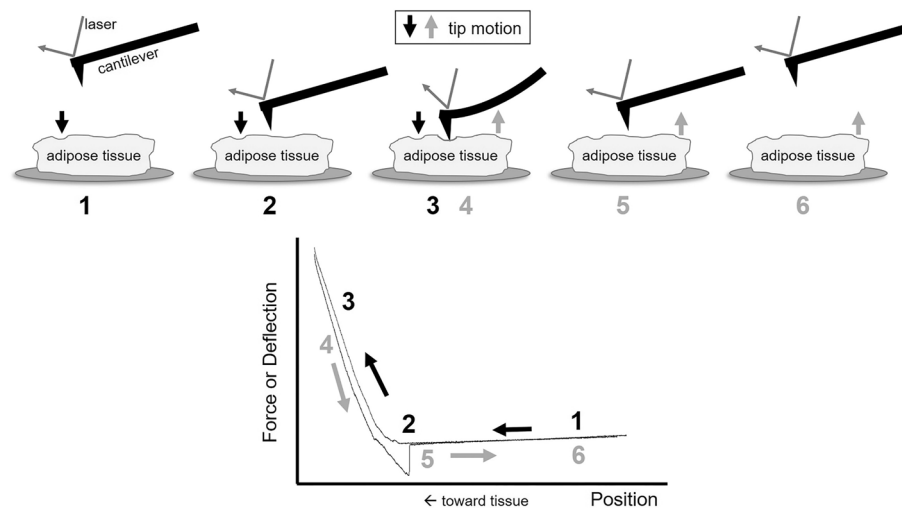 laser
cantilever
tip motion
adipose tissue
adipose tissue
adipose tissue
adipose tissue
adipose tissue
1
2
3 4
5
6
Force or Deflection
3
4
2
1
5
6
← toward tissue
Position